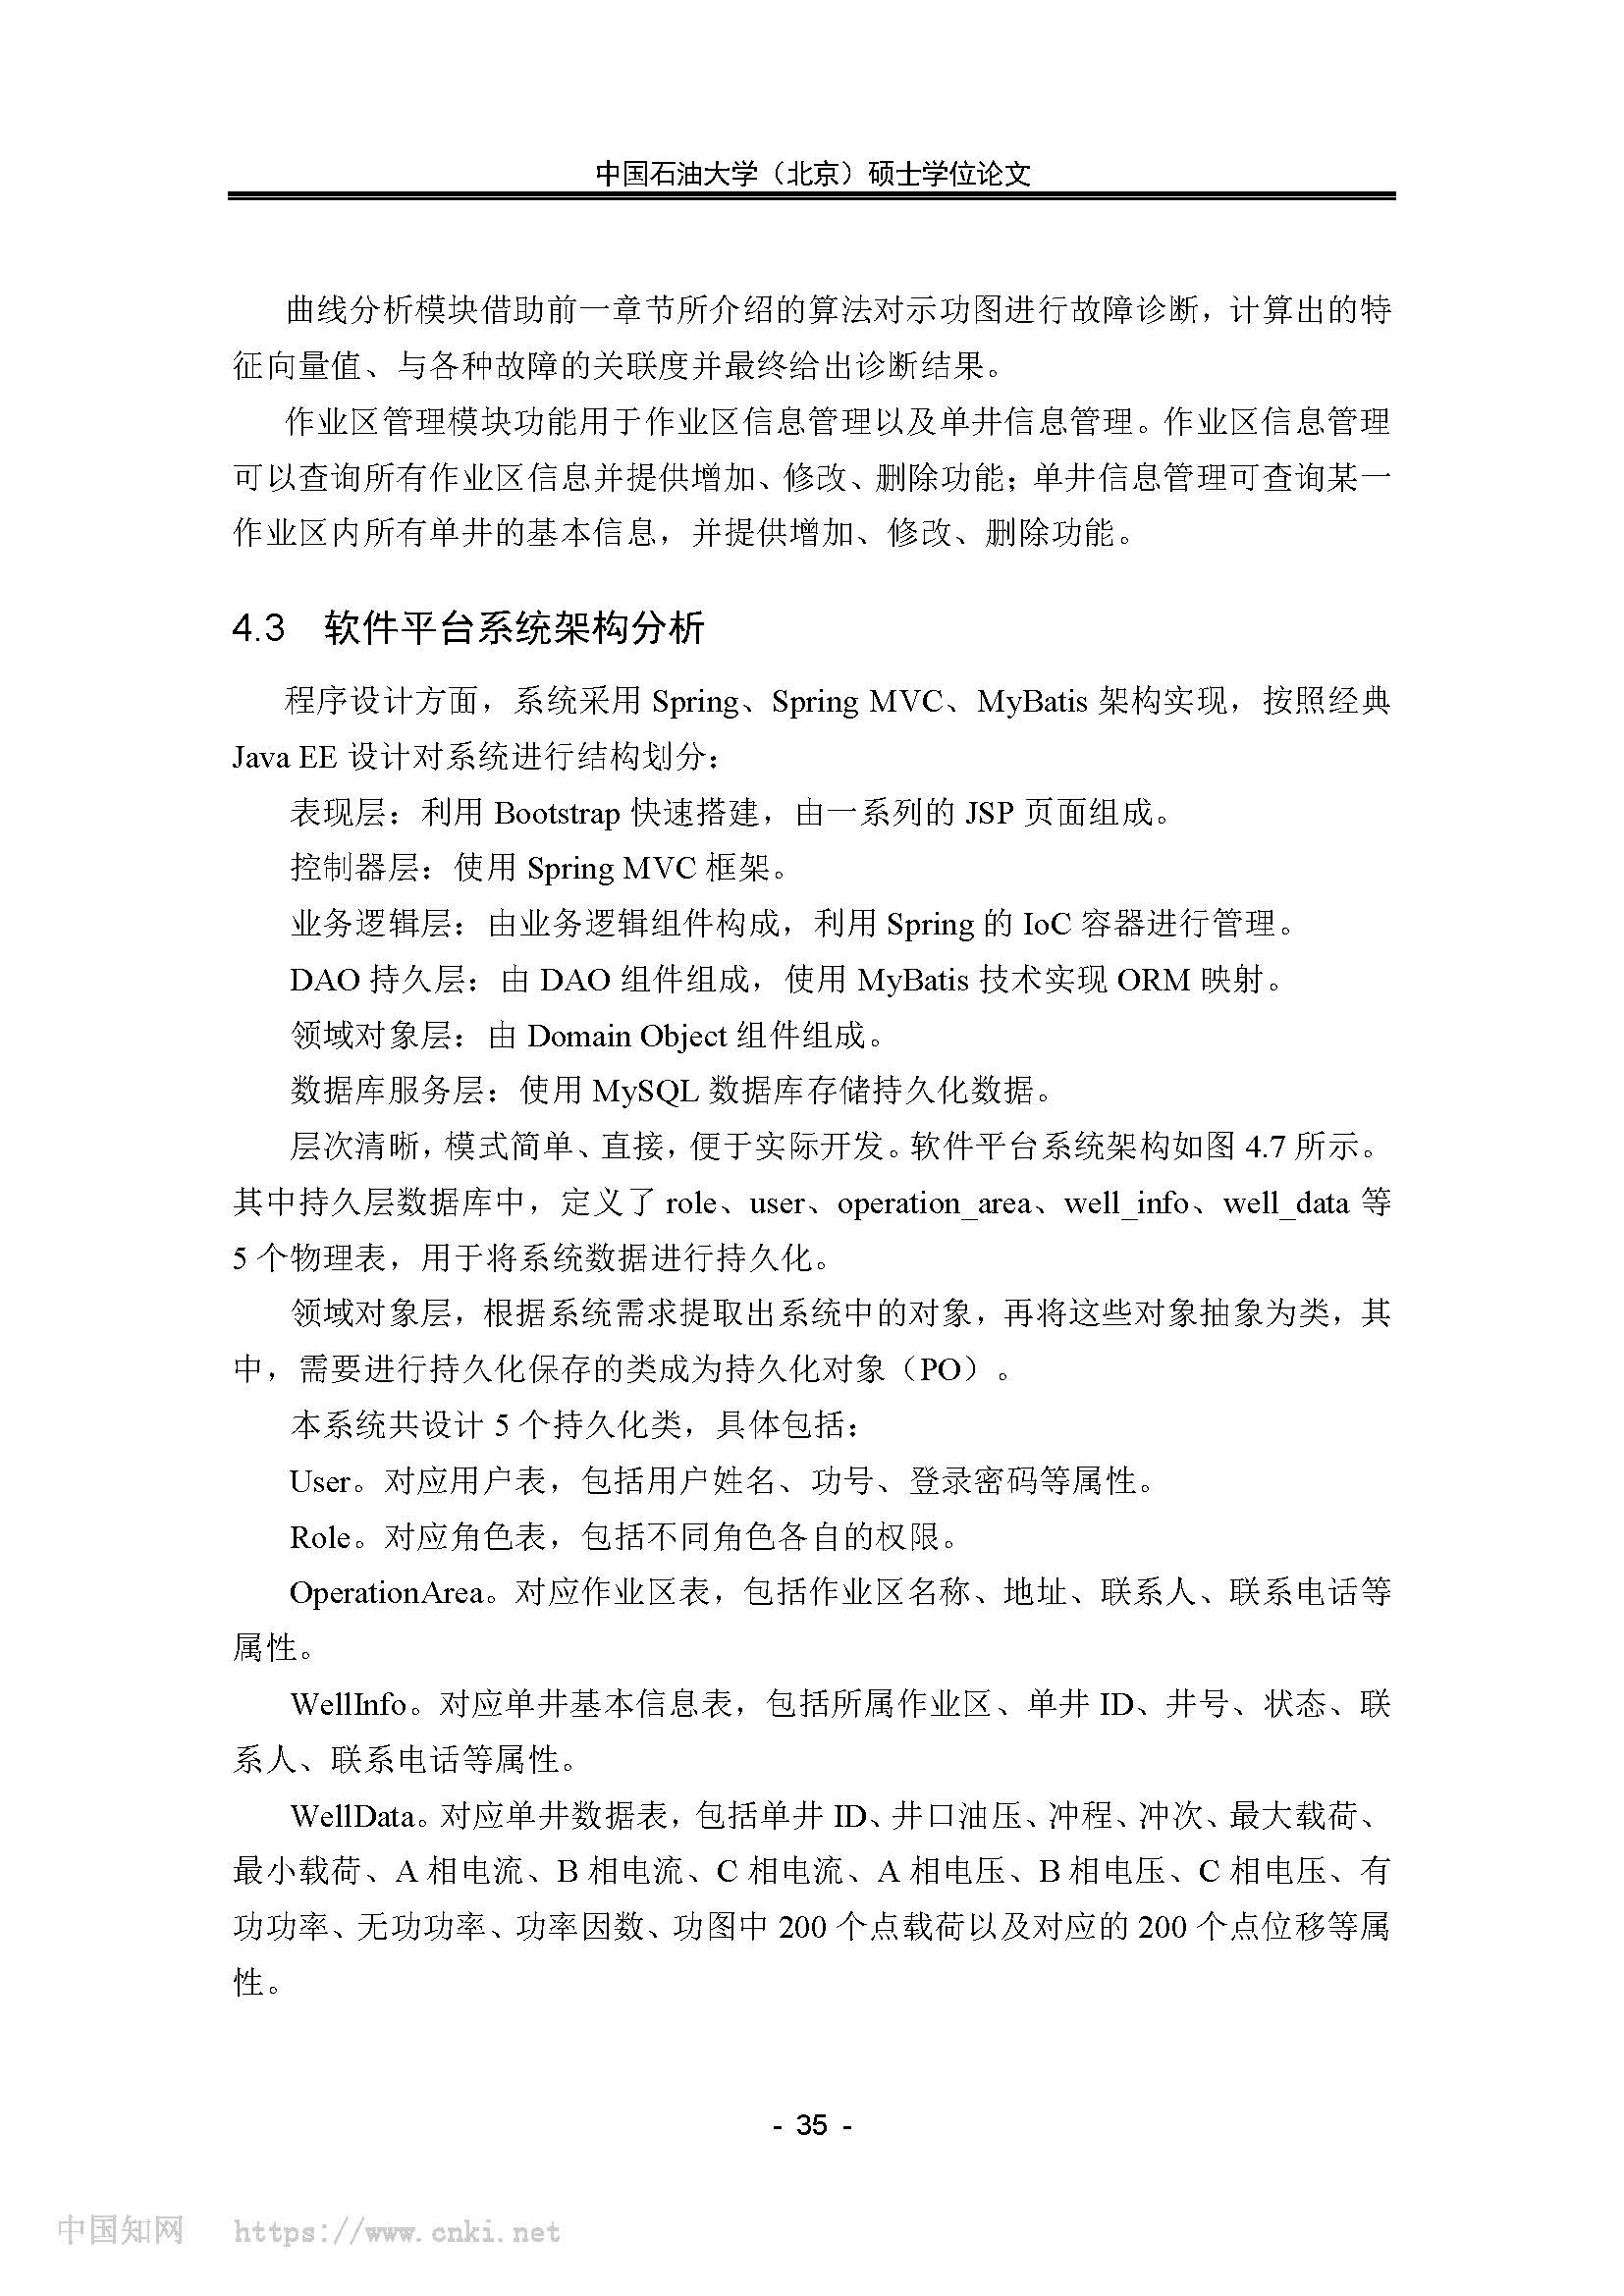 中国石油大学（北京）硕士学位论文
曲线分析模块借助前一章节所介绍的算法对示功图进行故障诊断，计算出的特
征向量值、与各种故障的关联度并最终给出诊断结果。
作业区管理模块功能用于作业区信息管理以及单井信息管理。作业区信息管理
可以查询所有作业区信息并提供增加、修改、删除功能；单井信息管理可查询某一
作业区内所有单井的基本信息，并提供增加、修改、删除功能。
4.3 软件平台系统架构分析
程序设计方面，系统采用 Spring、Spring MVC、MyBatis 架构实现，按照经典
Java EE 设计对系统进行结构划分：
表现层：利用 Bootstrap 快速搭建，由一系列的 JSP 页面组成。
控制器层：使用 Spring MVC 框架。
业务逻辑层：由业务逻辑组件构成，利用 Spring 的 IoC 容器进行管理。
DAO 持久层：由 DAO 组件组成，使用 MyBatis 技术实现 ORM 映射。
领域对象层：由 Domain Object 组件组成。
数据库服务层：使用 MySQL 数据库存储持久化数据。
层次清晰，模式简单、直接，便于实际开发。软件平台系统架构如图 4.7 所示。
其中持久层数据库中，定义了 role、user、operation_area、well_info、well_data 等
5 个物理表，用于将系统数据进行持久化。
领域对象层，根据系统需求提取出系统中的对象，再将这些对象抽象为类，其
中，需要进行持久化保存的类成为持久化对象（PO）。
本系统共设计 5 个持久化类，具体包括：
User。对应用户表，包括用户姓名、功号、登录密码等属性。
Role。对应角色表，包括不同角色各自的权限。
OperationArea。对应作业区表，包括作业区名称、地址、联系人、联系电话等
属性。
WellInfo。对应单井基本信息表，包括所属作业区、单井 ID、井号、状态、联
系人、联系电话等属性。
WellData。对应单井数据表，包括单井 ID、井口油压、冲程、冲次、最大载荷、
最小载荷、A 相电流、B 相电流、C 相电流、A 相电压、B 相电压、C 相电压、有
功功率、无功功率、功率因数、功图中 200 个点载荷以及对应的 200 个点位移等属
性。
- 35 -
中国知网 https://www.cnki.net